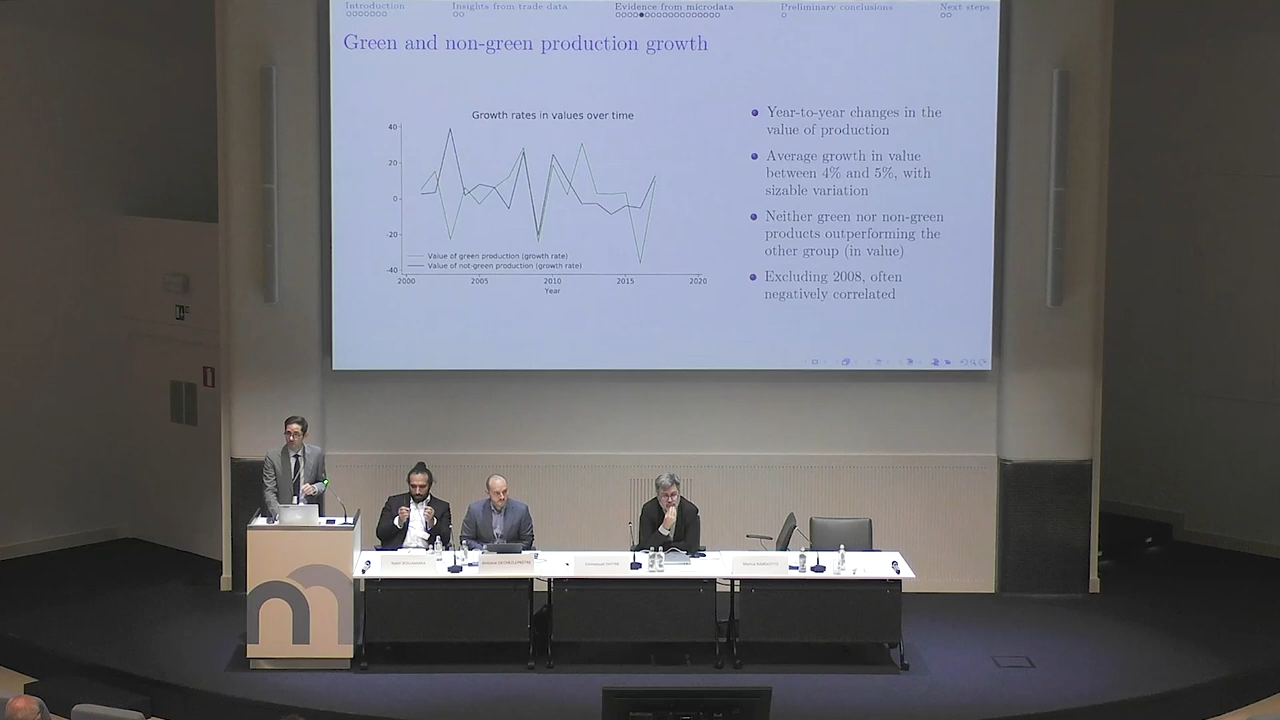 Introduction
Insights from trade data
Evidence from microdata
Preliminary conclusions
Next steps
Green and non-green production growth
Growth rates in values over time
40
20
0
-20
-40
Value of green production (growth rate)
Value of not-green production (growth rate)
2000
2005
2010
2015
2020
Year
Year-to-year changes in the
value of production
Average growth in value
between 4% and 5%, with
sizable variation
Neither green nor non-green
products outperforming the
other group (in value)
Excluding 2008, often
negatively correlated